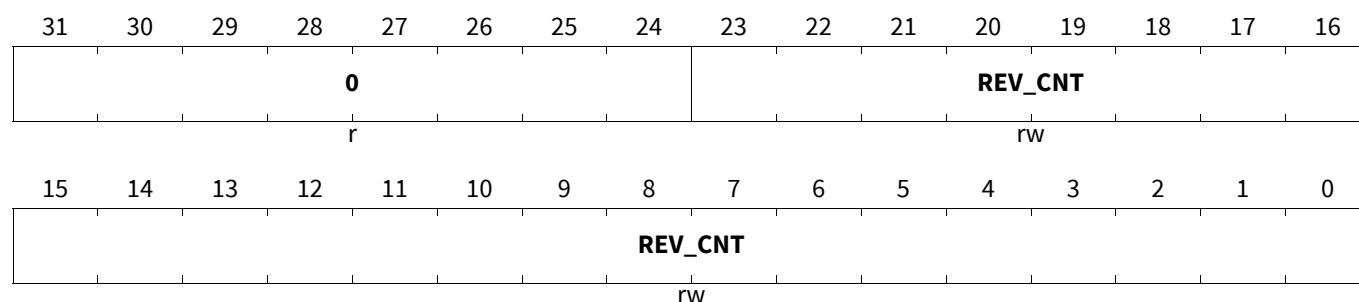 31 30 29 28 27 26 25 24 23 22 21 20 19 18 17 16
0 REV_CNT
r rw
15 14 13 12 11 10 9 8 7 6 5 4 3 2 1 0
REV_CNT
rw